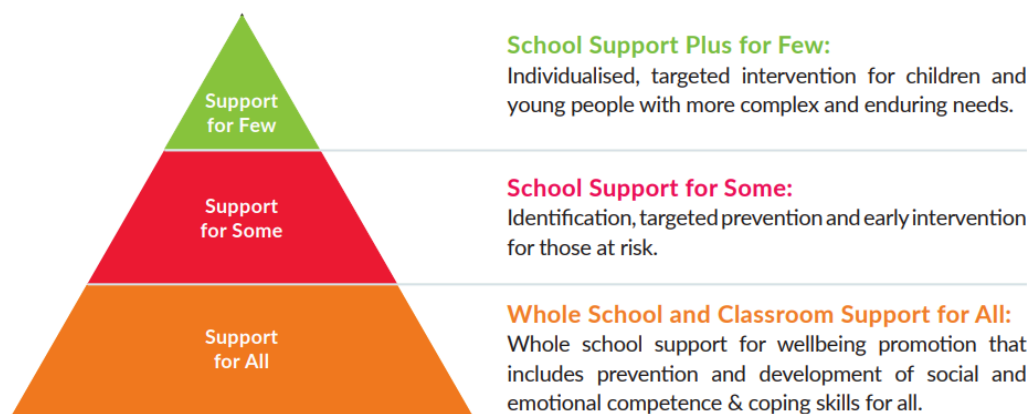 Support
for Few
School Support Plus for Few:
Individualised, targeted intervention for children and
young people with more complex and enduring needs.
Support
for Some
School Support for Some:
Identification, targeted prevention and early intervention
for those at risk.
Support
for All
Whole School and Classroom Support for All:
Whole school support for wellbeing promotion that
includes prevention and development of social and
emotional competence & coping skills for all.